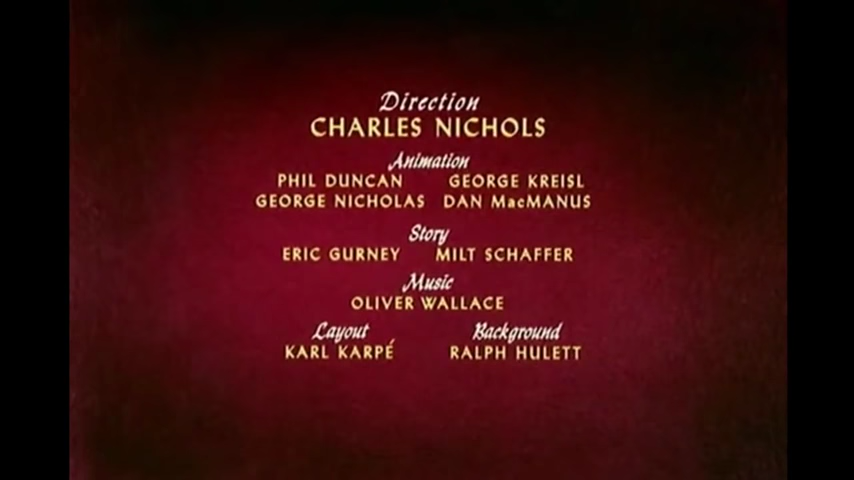 Direction
CHARLES NICHOLS
Animation
PHIL DUNCAN GEORGE KREISL
GEORGE NICHOLAS DAN MacMANUS
Story
ERIC GURNEY MILT SCHAFFER
Music
OLIVER WALLACE
Layout Background
KARL KARPÉ RALPH HULETT